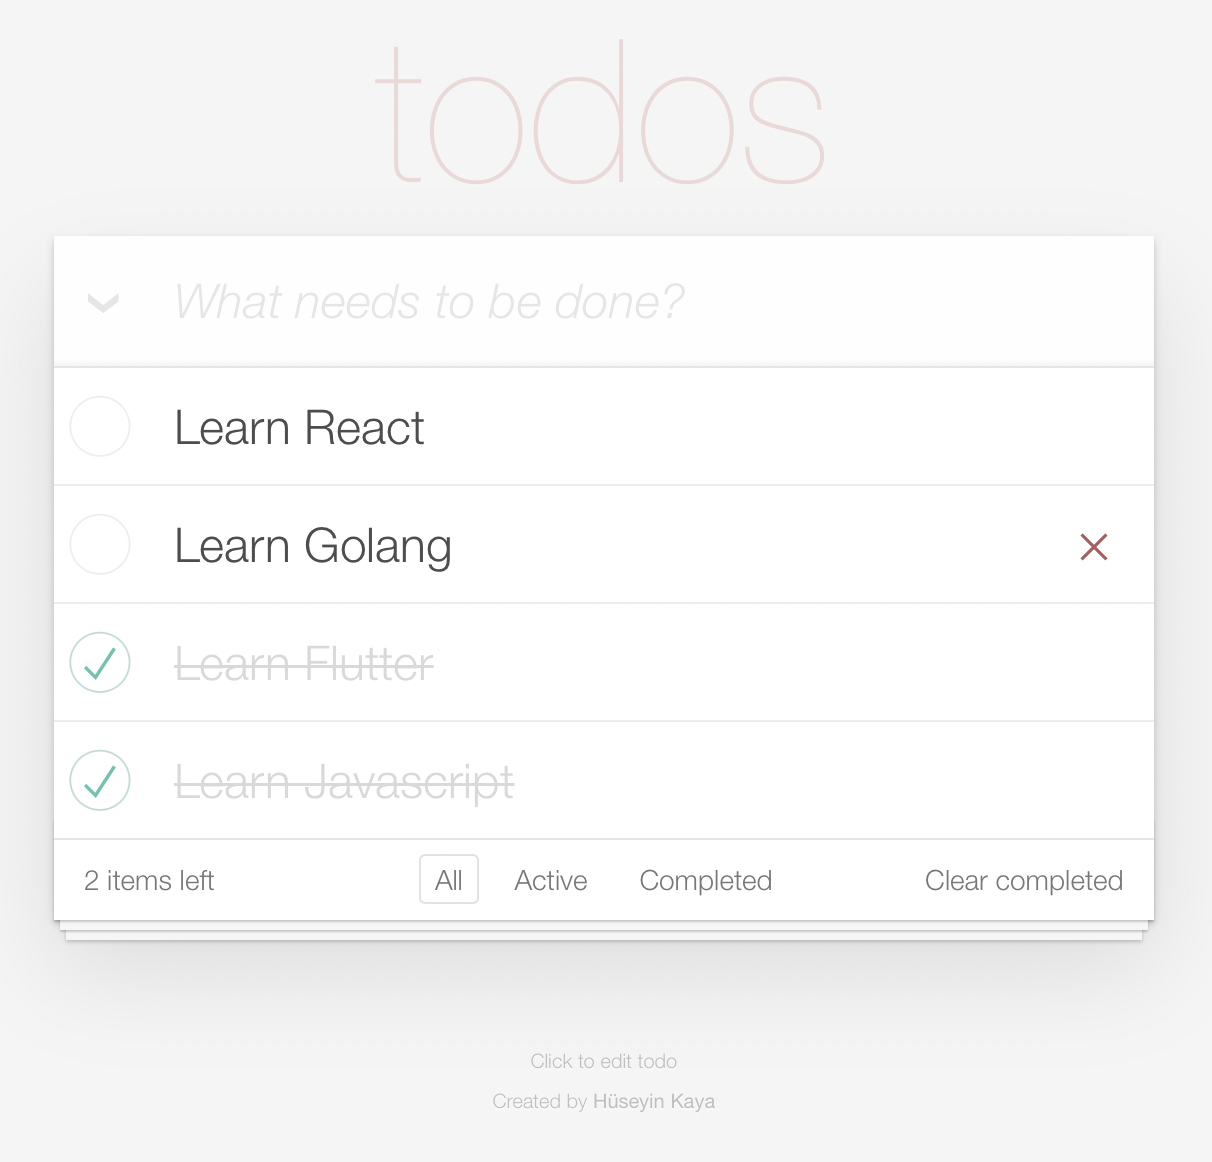 todos
What needs to be done?
Learn React
Learn Golang
Learn Flutter
Learn Javascript
2 items left All Active Completed Clear completed
Click to edit todo
Created by Hüseyin Kaya